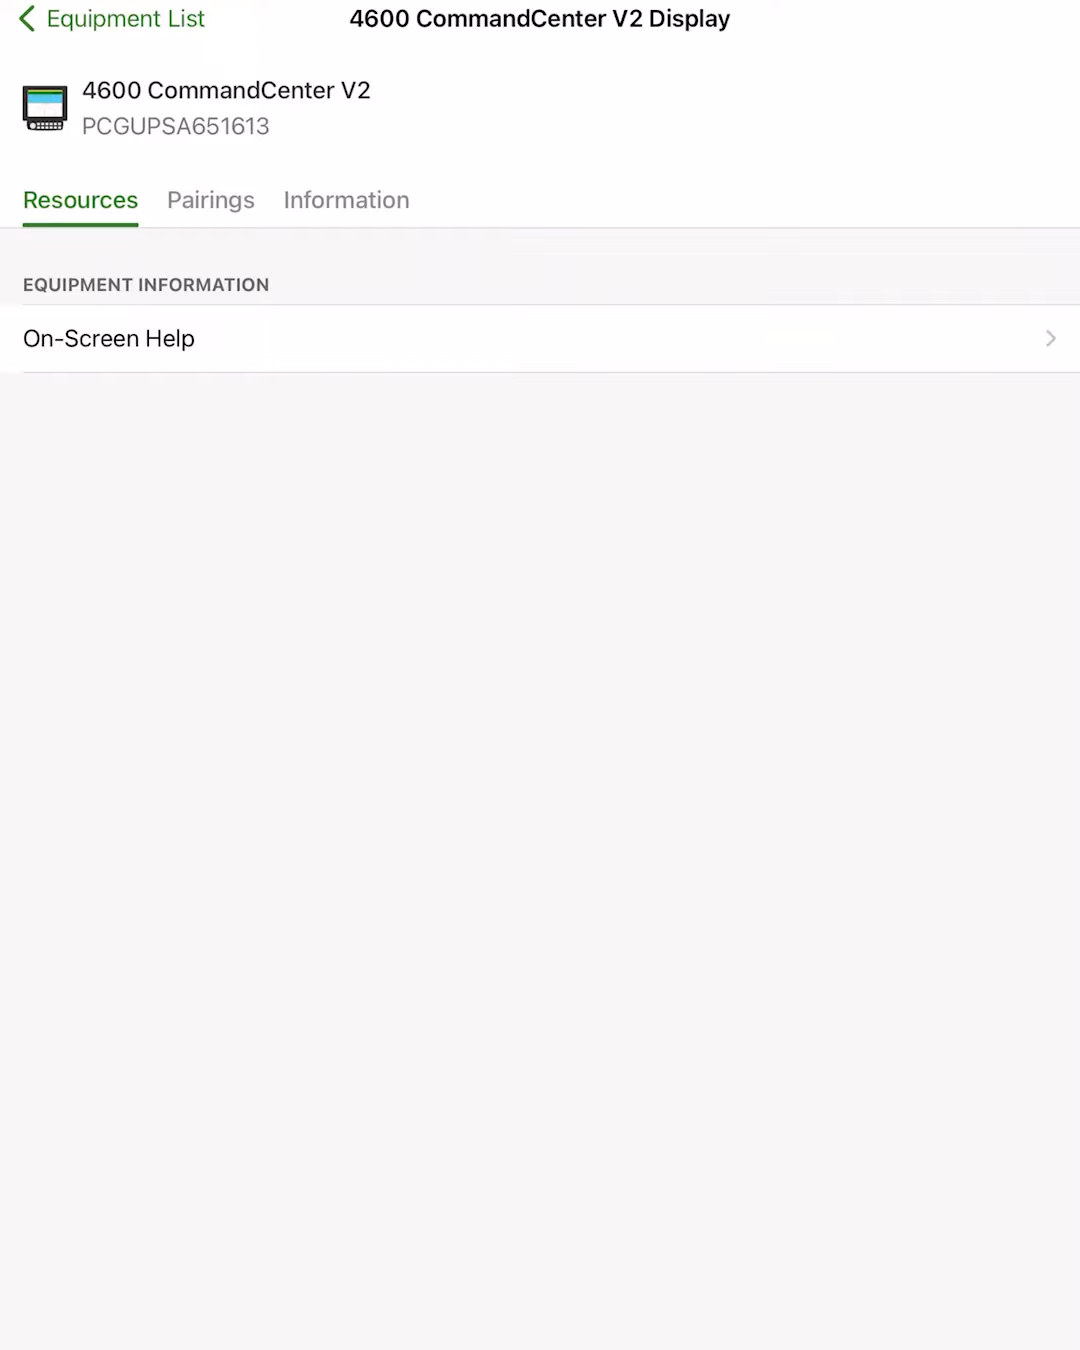 Equipment List
4600 CommandCenter V2 Display
4600 CommandCenter V2
PCGUPSA651613
Resources
Pairings
Information
EQUIPMENT INFORMATION
On-Screen Help